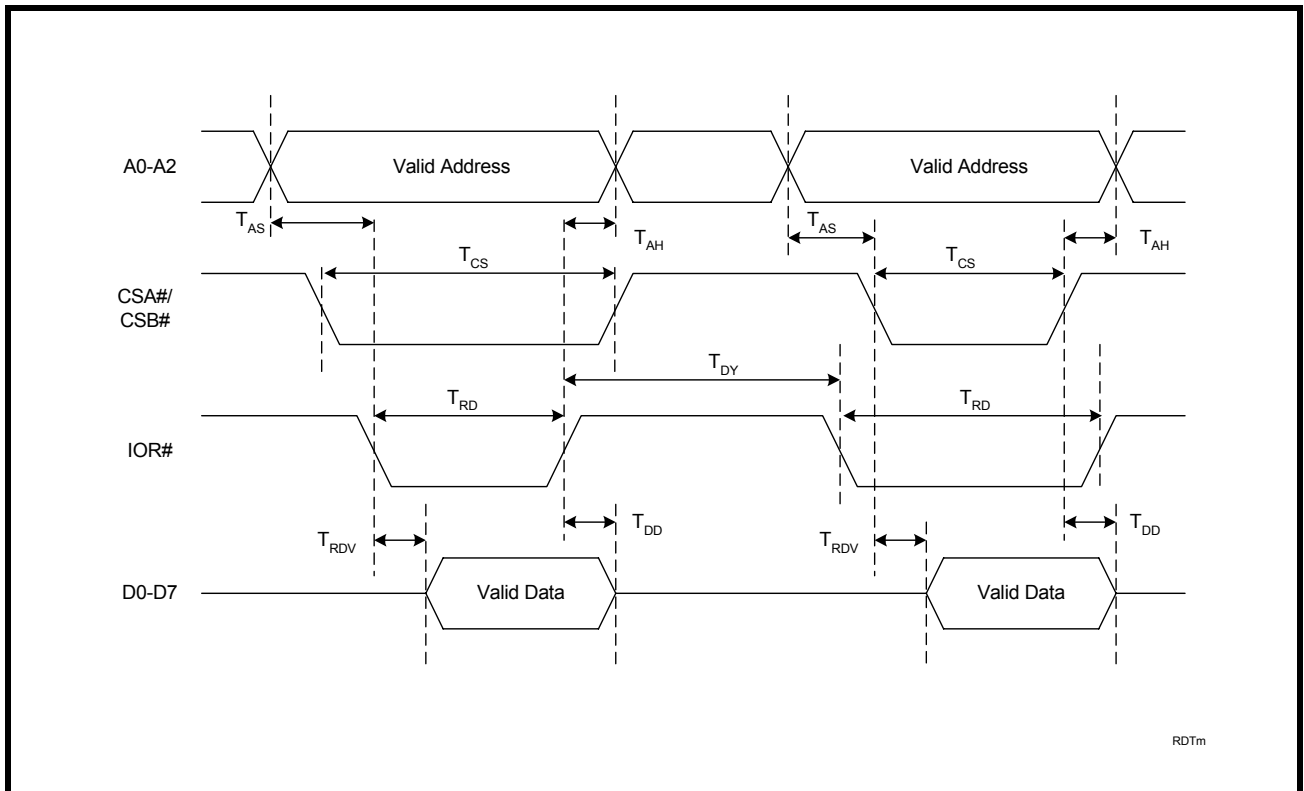 A0-A2
Valid Address
Valid Address
TAS
TAH
TAS
TAH
TCS
TCS
CSA#/
CSB#
TDY
TRD
TRD
IOR#
TRDV
TDD
TRDV
TDD
D0-D7
Valid Data
Valid Data
RDTm